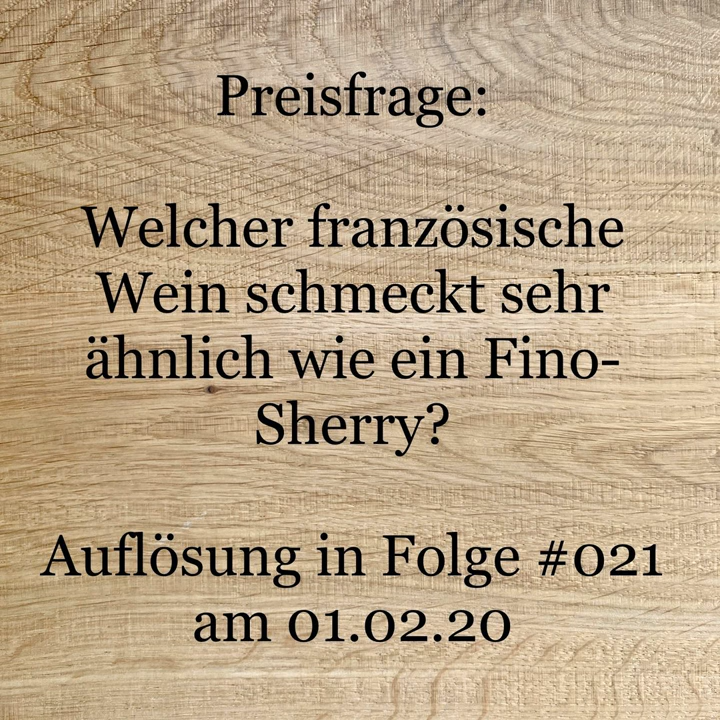 Preisfrage:
Welcher französische
Wein schmeckt sehr
ähnlich wie ein Fino-
Sherry?
Auflösung in Folge #021
am 01.02.20